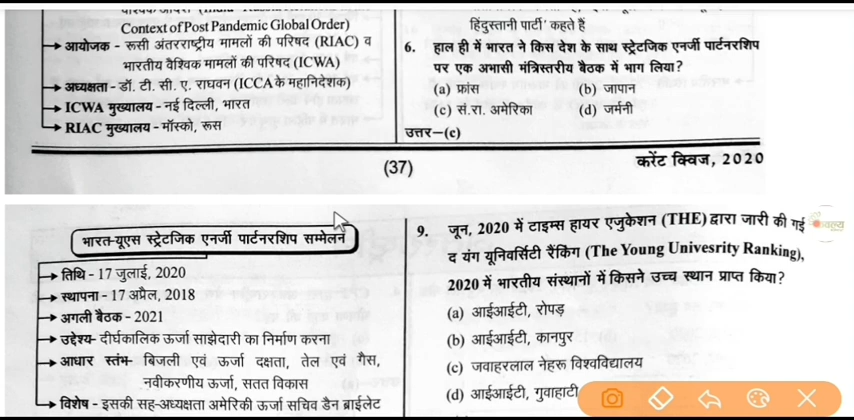 Context of Post Pandemic Global Order)
→ आयोजक - रूसी अंतरराष्ट्रीय मामलों की परिषद (RIAC) व
भारतीय वैश्विक मामलों की परिषद (ICWA)
→ अध्यक्षता - डॉ. टी. सी. ए. राघवन (ICCA के महानिदेशक)
→ ICWA मुख्यालय - नई दिल्ली, भारत
→ RIAC मुख्यालय - मॉस्को, रूस
हिंदुस्तानी पार्टी' कहते हैं
6. हाल ही में भारत ने किस देश के साथ स्ट्रेटजिक एनर्जी पार्टनरशिप
पर एक अभासी मंत्रिस्तरीय बैठक में भाग लिया?
(a) फ्रांस (b) जापान
(c) सं.रा. अमेरिका (d) जर्मनी
उत्तर—(c)
(37)
करेंट क्विज, 2020
भारत-यूएस स्ट्रेटजिक एनर्जी पार्टनरशिप सम्मेलन
→ तिथि - 17 जुलाई, 2020
→ स्थापना - 17 अप्रैल, 2018
→ अगली बैठक - 2021
→ उद्देश्य- दीर्घकालिक ऊर्जा साझेदारी का निर्माण करना
→ आधार स्तंभ- बिजली एवं ऊर्जा दक्षता, तेल एवं गैस,
नवीकरणीय ऊर्जा, सतत विकास
→ विशेष - इसकी सह-अध्यक्षता अमेरिकी ऊर्जा सचिव डैन ब्राईलेट
9. जून, 2020 में टाइम्स हायर एजुकेशन (THE) द्वारा जारी की गई
द यंग यूनिवर्सिटी रैंकिंग (The Young Univesrity Ranking),
2020 में भारतीय संस्थानों में किसने उच्च स्थान प्राप्त किया?
(a) आईआईटी, रोपड़
(b) आईआईटी, कानपुर
(c) जवाहरलाल नेहरू विश्वविद्यालय
(d) आईआईटी, गुवाहाटी